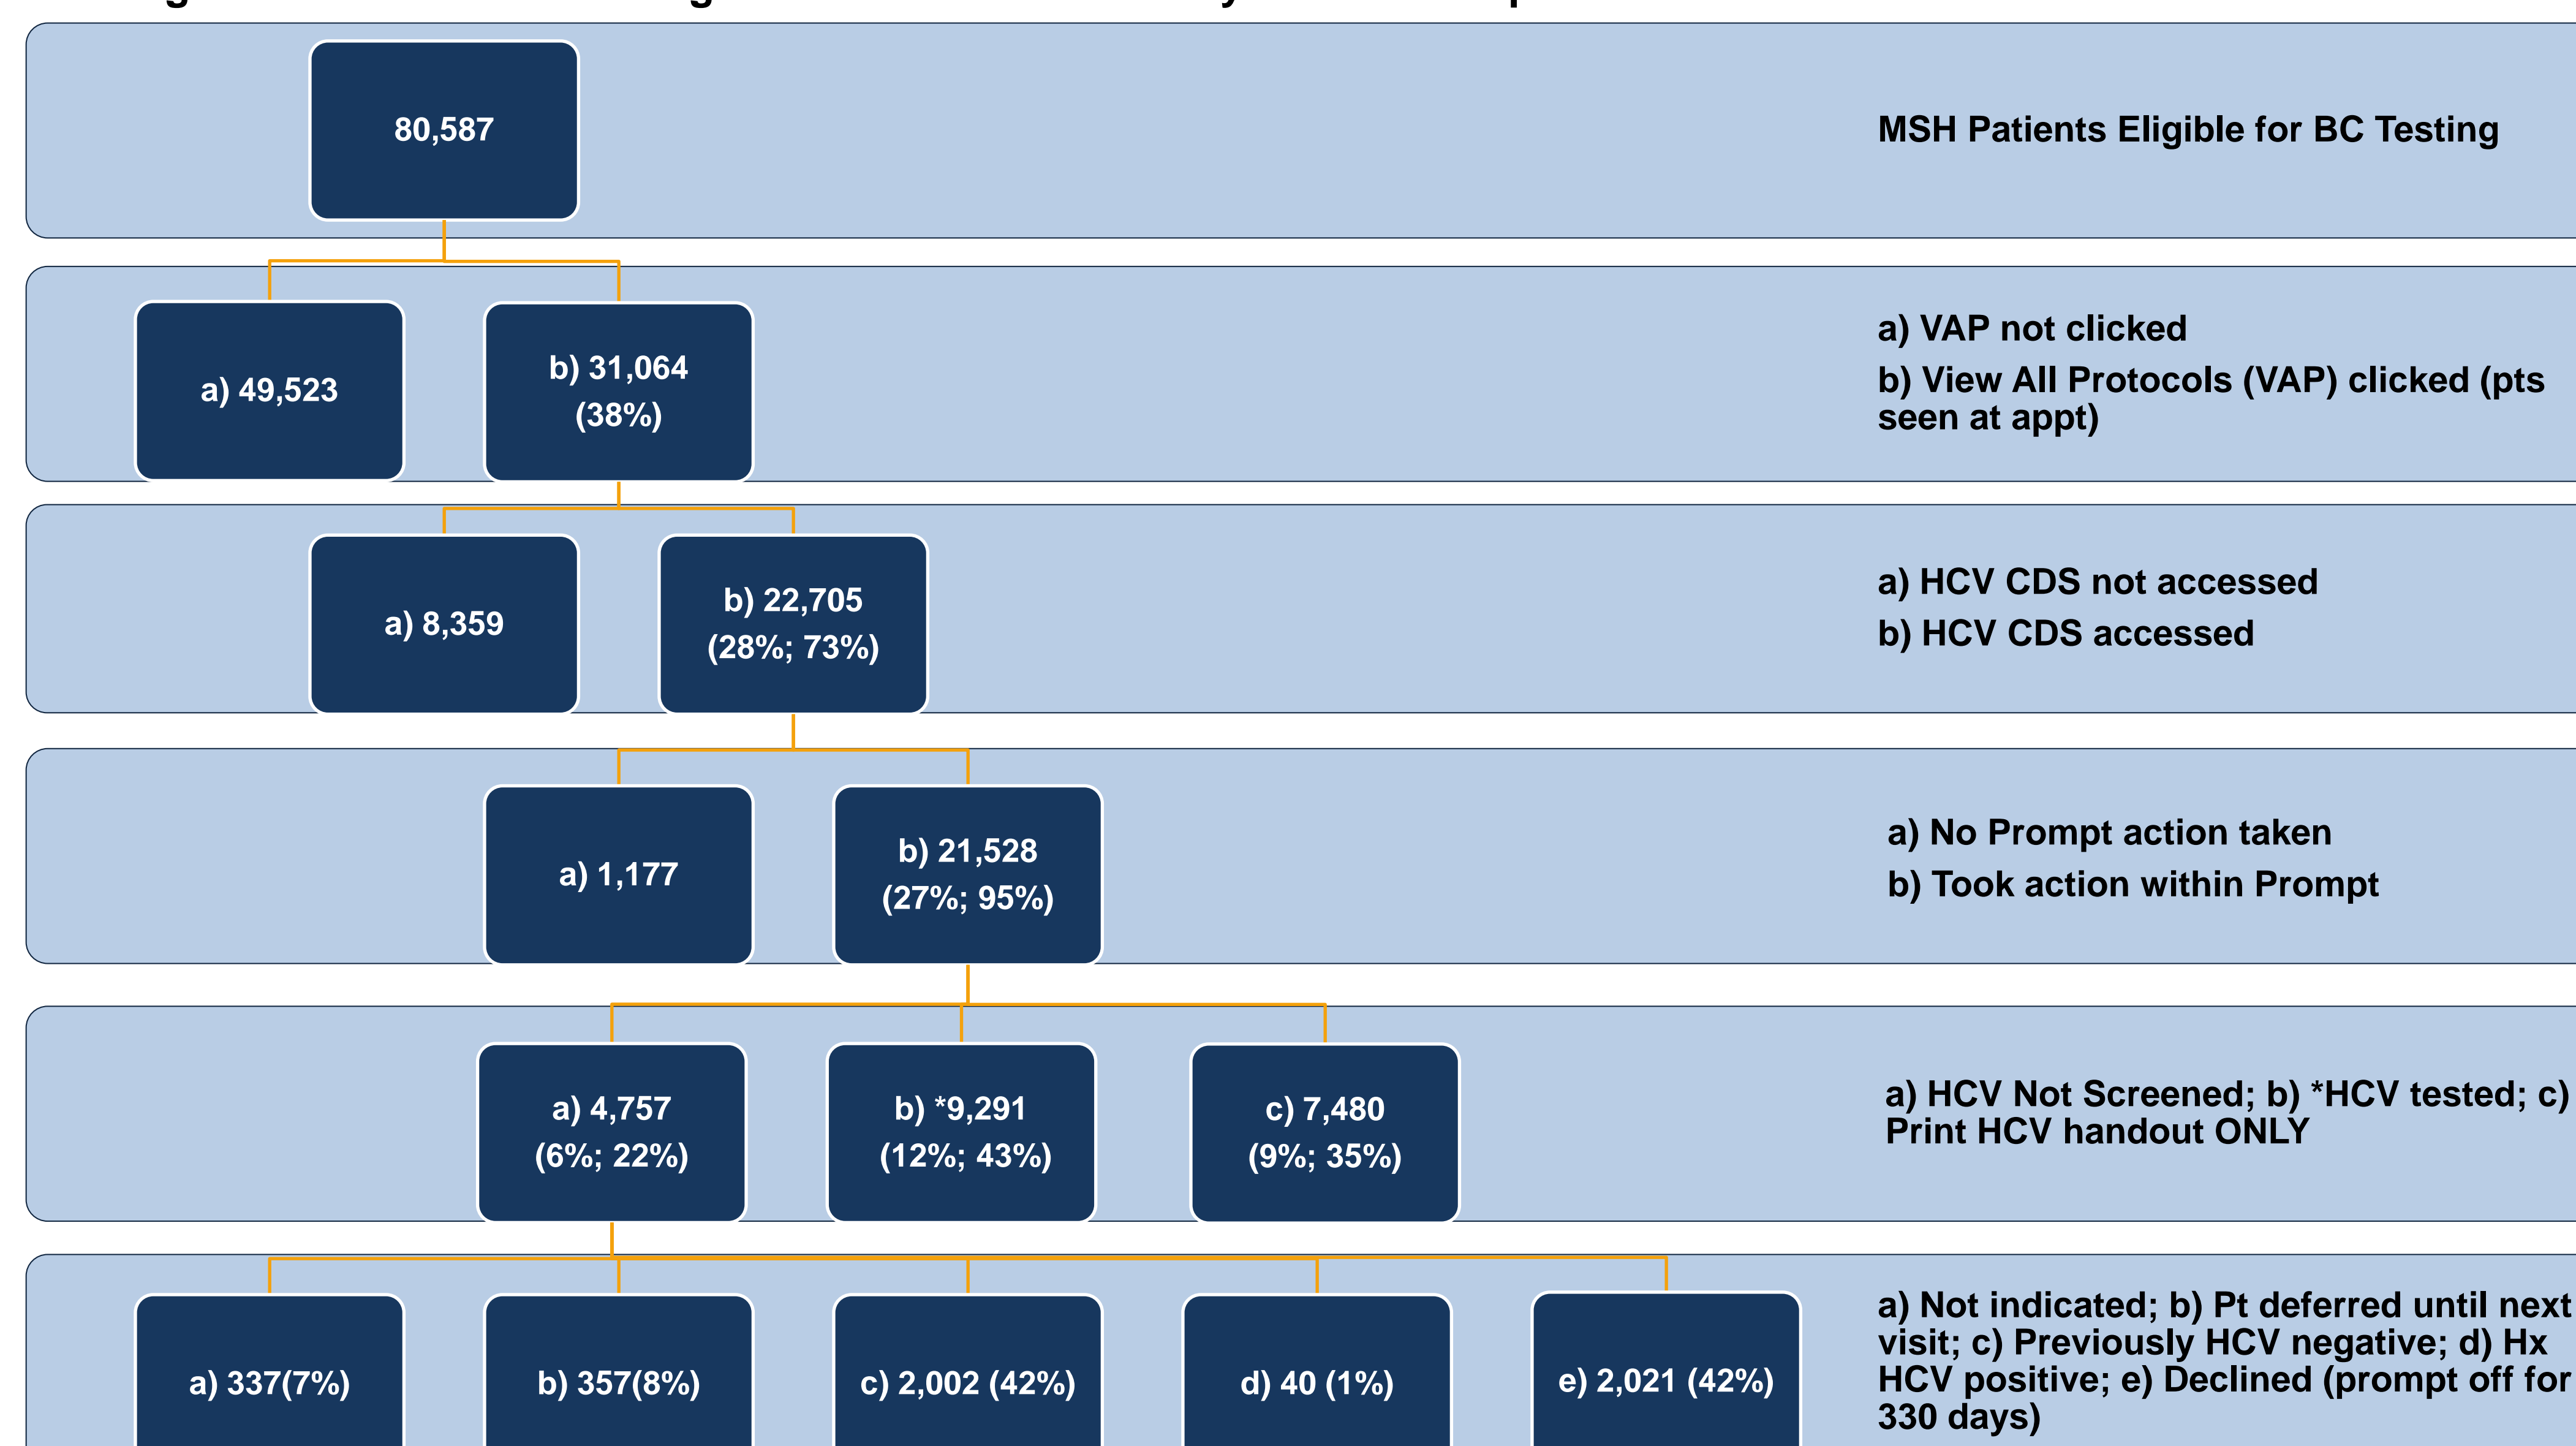 80,587
MSH Patients Eligible for BC Testing
a) 49,523
b) 31,064
(38%)
a) VAP not clicked
b) View All Protocols (VAP) clicked (pts
seen at appt)
a) 8,359
b) 22,705
(28%; 73%)
a) HCV CDS not accessed
b) HCV CDS accessed
a) 1,177
b) 21,528
(27%; 95%)
a) No Prompt action taken
b) Took action within Prompt
a) 4,757
(6%; 22%)
b) *9,291
(12%; 43%)
c) 7,480
(9%; 35%)
a) HCV Not Screened; b) *HCV tested; c)
Print HCV handout ONLY
a) 337(7%)
b) 357(8%)
c) 2,002 (42%)
d) 40 (1%)
e) 2,021 (42%)
a) Not indicated; b) Pt deferred until next
visit; c) Previously HCV negative; d) Hx
HCV positive; e) Declined (prompt off for
330 days)